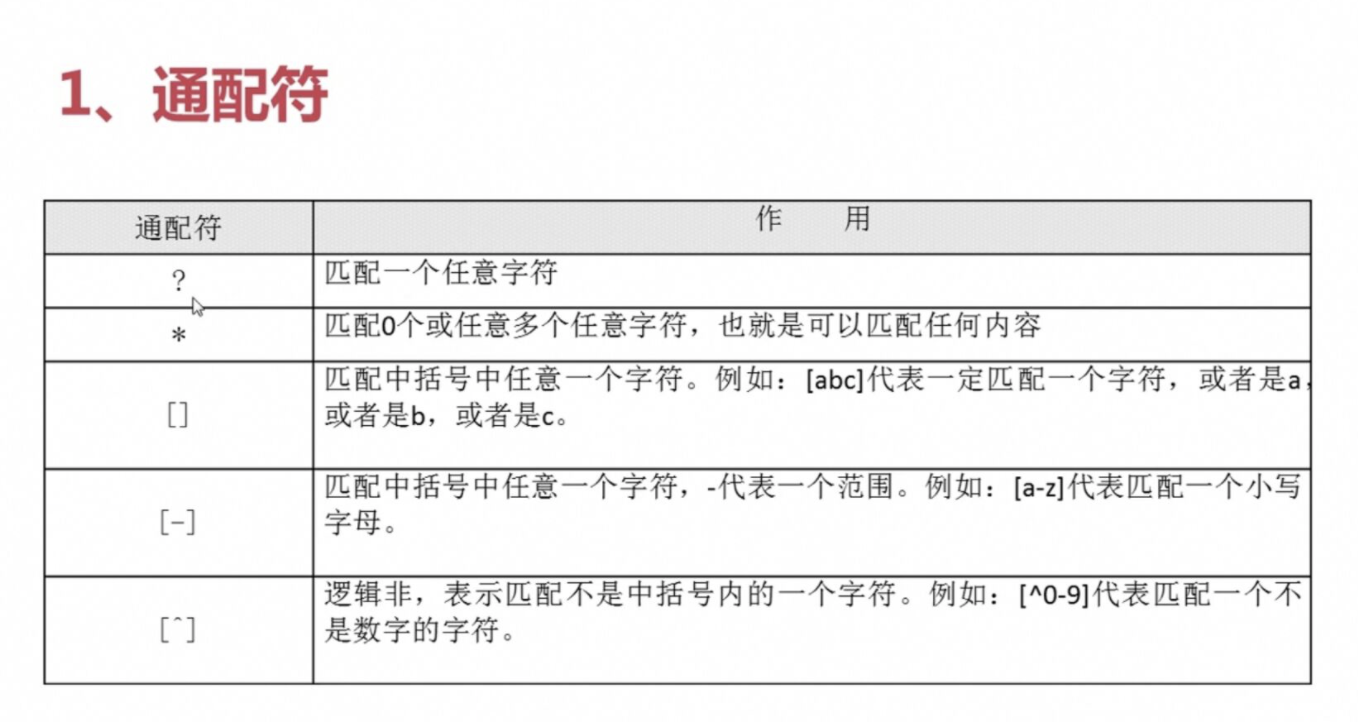 1、通配符
通配符
作 用
?
匹配一个任意字符
*
匹配0个或任意多个任意字符，也就是可以匹配任何内容
[]
匹配中括号中任意一个字符。例如：[abc]代表一定匹配一个字符，或者是a，
或者是b，或者是c。
[-]
匹配中括号中任意一个字符，-代表一个范围。例如：[a-z]代表匹配一个小写
字母。
[^]
逻辑非，表示匹配不是中括号内的一个字符。例如：[^0-9]代表匹配一个不
是数字的字符。